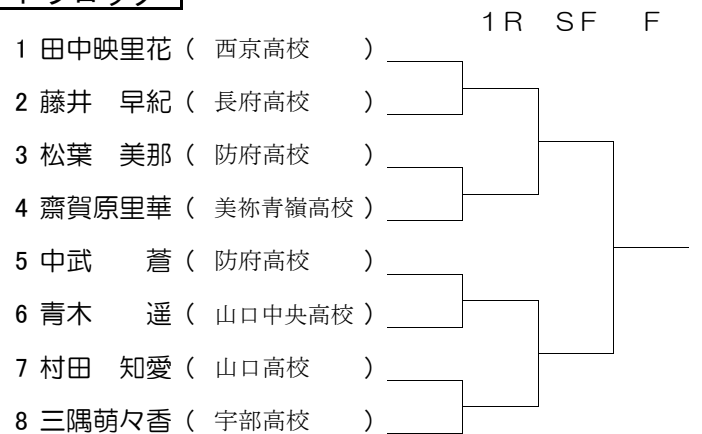 1R SF F
1 田中映里花 ( 西京高校 )
2 藤井 早紀 ( 長府高校 )
3 松葉 美那 ( 防府高校 )
4 齋賀原里華 ( 美祢青嶺高校 )
5 中武 蒼 ( 防府高校 )
6 青木 遥 ( 山口中央高校 )
7 村田 知愛 ( 山口高校 )
8 三隅萌々香 ( 宇部高校 )